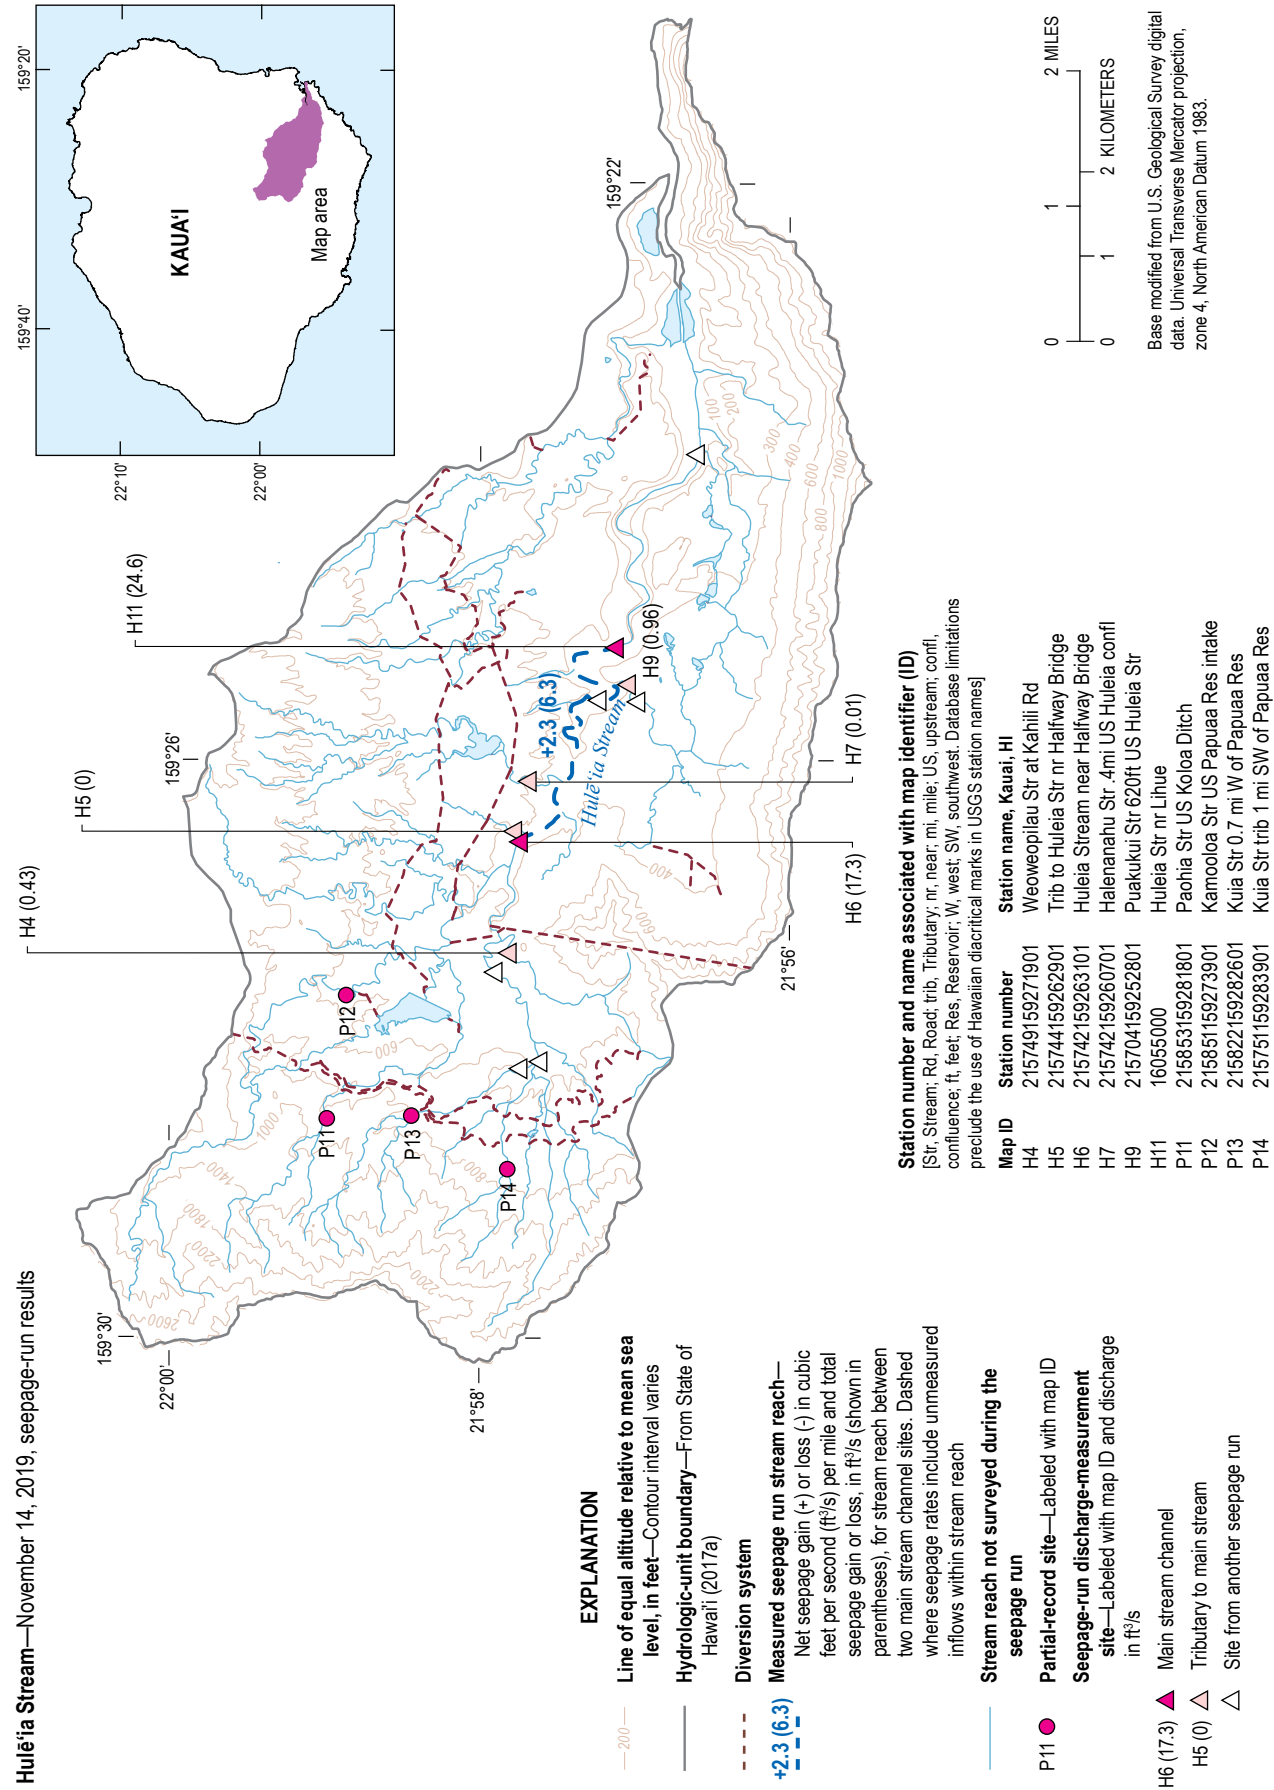 Hulēʻia Stream—November 14, 2019, seepage-run results
159°40'
159°20'
22°10'
22°00'
KAUAʻI
Map area
159°30'
22°00'
21°58'
159°26'
21°56'
159°22'
H4 (0.43)
H5 (0)
H11 (24.6)
H6 (17.3)
H7 (0.01)
H9 (0.96)
+2.3 (6.3)
Hulēʻia Stream
P11
P12
P13
P14
2600
2200
1800
1400
1000
2200
800
600
600
400
100
200
300
400
600
800
1000
0 1 2 MILES
0 1 2 KILOMETERS
Base modified from U.S. Geological Survey digital
data. Universal Transverse Mercator projection,
zone 4, North American Datum 1983.
EXPLANATION
200 Line of equal altitude relative to mean sea
level, in feet—Contour interval varies
Hydrologic-unit boundary—From State of
Hawaiʻi (2017a)
Diversion system
+2.3 (6.3) Measured seepage run stream reach—
Net seepage gain (+) or loss (-) in cubic
feet per second (ft³/s) per mile and total
seepage gain or loss, in ft³/s (shown in
parentheses), for stream reach between
two main stream channel sites. Dashed
where seepage rates include unmeasured
inflows within stream reach
Stream reach not surveyed during the
seepage run
P11 Partial-record site—Labeled with map ID
Seepage-run discharge-measurement
site—Labeled with map ID and discharge
in ft³/s
H6 (17.3) Main stream channel
H5 (0) Tributary to main stream
Site from another seepage run
Station number and name associated with map identifier (ID)
[Str, Stream; Rd, Road; trib, Tributary; nr, near; mi, mile; US, upstream; confl,
confluence; ft, feet; Res, Reservoir; W, west; SW, southwest. Database limitations
preclude the use of Hawaiian diacritical marks in USGS station names]
Map ID Station number Station name, Kauai, HI
H4 215749159271901 Weoweopilau Str at Kahili Rd
H5 215744159262901 Trib to Huleia Str nr Halfway Bridge
H6 215742159263101 Huleia Stream near Halfway Bridge
H7 215742159260701 Halenanahu Str .4mi US Huleia confl
H9 215704159252801 Puakukui Str 620ft US Huleia Str
H11 16055000 Huleia Str nr Lihue
P11 215853159281801 Paohia Str US Koloa Ditch
P12 215851159273901 Kamooloa Str US Papuaa Res intake
P13 215822159282601 Kuia Str 0.7 mi W of Papuaa Res
P14 215751159283901 Kuia Str trib 1 mi SW of Papuaa Res